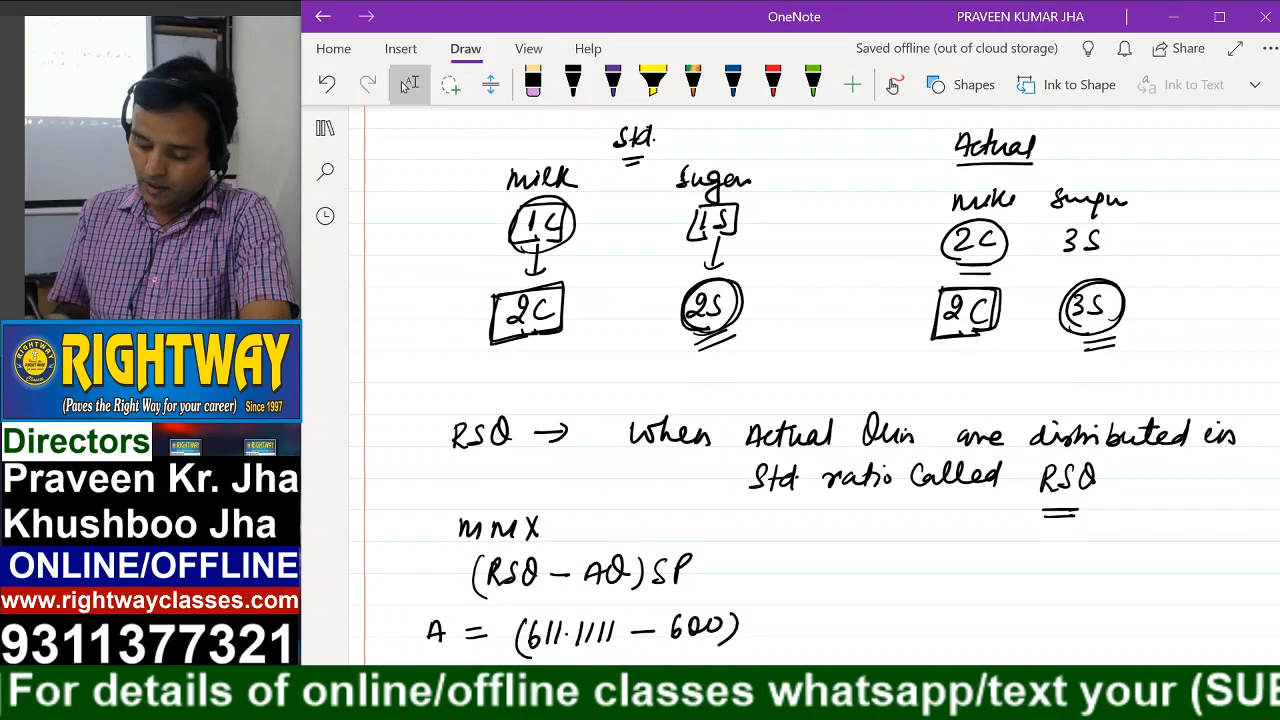 OneNote
PRAVEEN KUMAR JHA
Home Insert Draw View Help
Saved offline (out of cloud storage)
Share
Shapes Ink to Shape Ink to Text
Std. Actual
Milk Sugar Milk Sugar
1C 1S 2C 3S
2C 2S 2C 3S
RSQ → When Actual Qun are distributed in
Std. ratio Called RSQ
MMX
(RSQ - AQ) SP
A = (611.1111 - 600)
RIGHTWAY
(Paves the Right Way for your career) Since 1997
Directors
Praveen Kr. Jha
Khushboo Jha
ONLINE/OFFLINE
www.rightwayclasses.com
9311377321
For details of online/offline classes whatsapp/text your (SUB